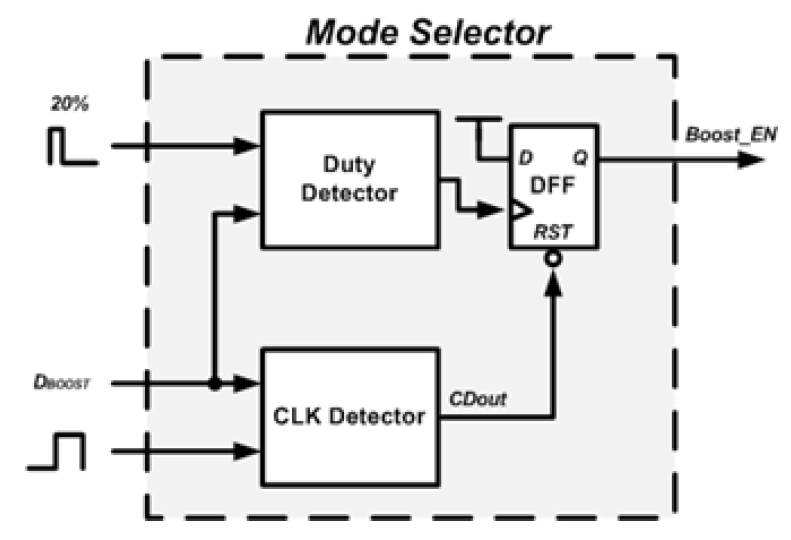 Mode Selector
20%
Duty
Detector
D Q
DFF
RST
Boost_EN
DBOOST
CLK Detector
CDout